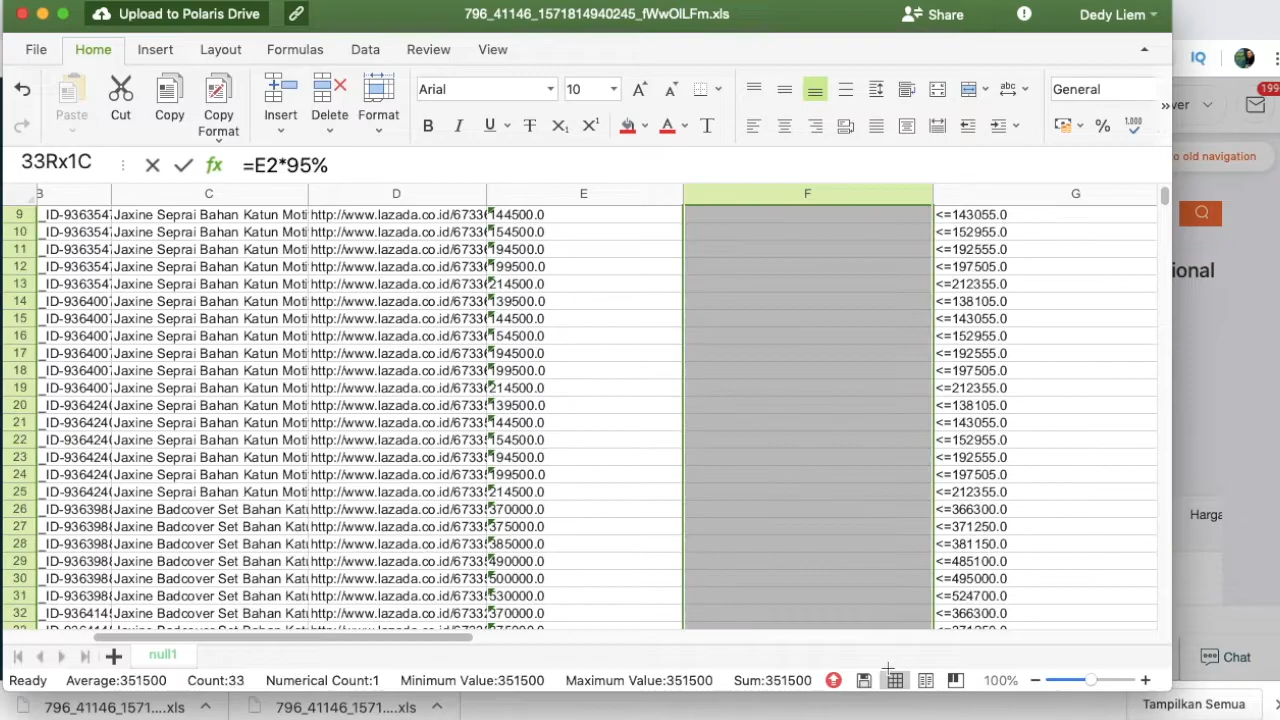 Upload to Polaris Drive
796_41146_1571814940245_fWwOlLFm.xls
Share
Dedy Liem
File Home Insert Layout Formulas Data Review View
Paste Cut Copy Copy Format Insert Delete Format
Arial 10
General
33Rx1C fx =E2*95%
B C D E F G
9 _ID-936354 Jaxine Seprai Bahan Katun Moti http://www.lazada.co.id/6733 144500.0 <=143055.0
10 _ID-936354 Jaxine Seprai Bahan Katun Moti http://www.lazada.co.id/6733 154500.0 <=152955.0
11 _ID-936354 Jaxine Seprai Bahan Katun Moti http://www.lazada.co.id/6733 194500.0 <=192555.0
12 _ID-936354 Jaxine Seprai Bahan Katun Moti http://www.lazada.co.id/6733 199500.0 <=197505.0
13 _ID-936354 Jaxine Seprai Bahan Katun Moti http://www.lazada.co.id/6733 214500.0 <=212355.0
14 _ID-936400 Jaxine Seprai Bahan Katun Moti http://www.lazada.co.id/6733 139500.0 <=138105.0
15 _ID-936400 Jaxine Seprai Bahan Katun Moti http://www.lazada.co.id/6733 144500.0 <=143055.0
16 _ID-936400 Jaxine Seprai Bahan Katun Moti http://www.lazada.co.id/6733 154500.0 <=152955.0
17 _ID-936400 Jaxine Seprai Bahan Katun Moti http://www.lazada.co.id/6733 194500.0 <=192555.0
18 _ID-936400 Jaxine Seprai Bahan Katun Moti http://www.lazada.co.id/6733 199500.0 <=197505.0
19 _ID-936400 Jaxine Seprai Bahan Katun Moti http://www.lazada.co.id/6733 214500.0 <=212355.0
20 _ID-936424 Jaxine Seprai Bahan Katun Moti http://www.lazada.co.id/6733 139500.0 <=138105.0
21 _ID-936424 Jaxine Seprai Bahan Katun Moti http://www.lazada.co.id/6733 144500.0 <=143055.0
22 _ID-936424 Jaxine Seprai Bahan Katun Moti http://www.lazada.co.id/6733 154500.0 <=152955.0
23 _ID-936424 Jaxine Seprai Bahan Katun Moti http://www.lazada.co.id/6733 194500.0 <=192555.0
24 _ID-936424 Jaxine Seprai Bahan Katun Moti http://www.lazada.co.id/6733 199500.0 <=197505.0
25 _ID-936424 Jaxine Seprai Bahan Katun Moti http://www.lazada.co.id/6733 214500.0 <=212355.0
26 _ID-936398 Jaxine Badcover Set Bahan Katu http://www.lazada.co.id/6733 370000.0 <=366300.0
27 _ID-936398 Jaxine Badcover Set Bahan Katu http://www.lazada.co.id/6733 375000.0 <=371250.0
28 _ID-936398 Jaxine Badcover Set Bahan Katu http://www.lazada.co.id/6733 385000.0 <=381150.0
29 _ID-936398 Jaxine Badcover Set Bahan Katu http://www.lazada.co.id/6733 490000.0 <=485100.0
30 _ID-936398 Jaxine Badcover Set Bahan Katu http://www.lazada.co.id/6733 500000.0 <=495000.0
31 _ID-936398 Jaxine Badcover Set Bahan Katu http://www.lazada.co.id/6733 530000.0 <=524700.0
32 _ID-936414 Jaxine Badcover Set Bahan Katu http://www.lazada.co.id/6733 370000.0 <=366300.0
null1
Ready Average:351500 Count:33 Numerical Count:1 Minimum Value:351500 Maximum Value:351500 Sum:351500 100%
796_41146_1571....xls 796_41146_1571....xls Tampilkan Semua
IQ
199
ver
to old navigation
ional
Harga
Chat